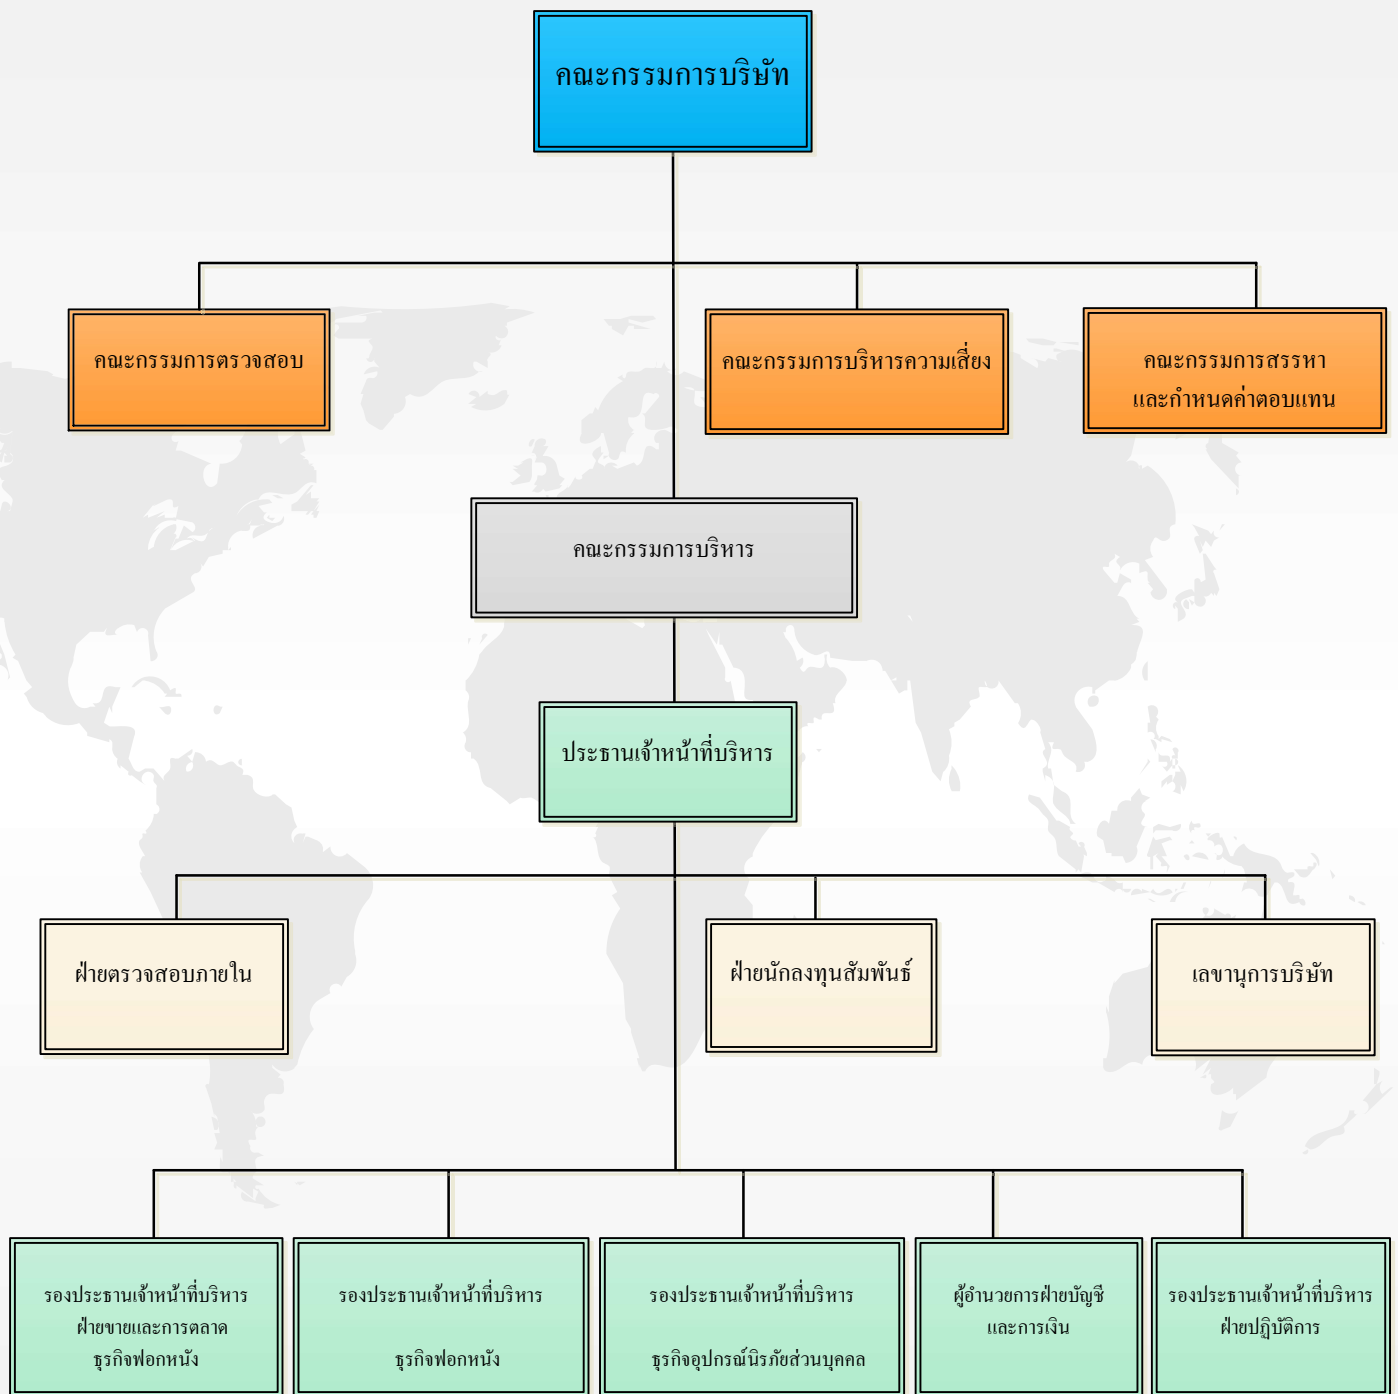 คณะกรรมการบริษัท
คณะกรรมการตรวจสอบ
คณะกรรมการบริหารความเสี่ยง
คณะกรรมการสรรหา
และกำหนดค่าตอบแทน
คณะกรรมการบริหาร
ประธานเจ้าหน้าที่บริหาร
ฝ่ายตรวจสอบภายใน
ฝ่ายนักลงทุนสัมพันธ์
เลขานุการบริษัท
รองประธานเจ้าหน้าที่บริหาร
ฝ่ายขายและการตลาด
ธุรกิจฟอกหนัง
รองประธานเจ้าหน้าที่บริหาร
ธุรกิจฟอกหนัง
รองประธานเจ้าหน้าที่บริหาร
ธุรกิจอุปกรณ์นิรภัยส่วนบุคคล
ผู้อำนวยการฝ่ายบัญชี
และการเงิน
รองประธานเจ้าหน้าที่บริหาร
ฝ่ายปฏิบัติการ